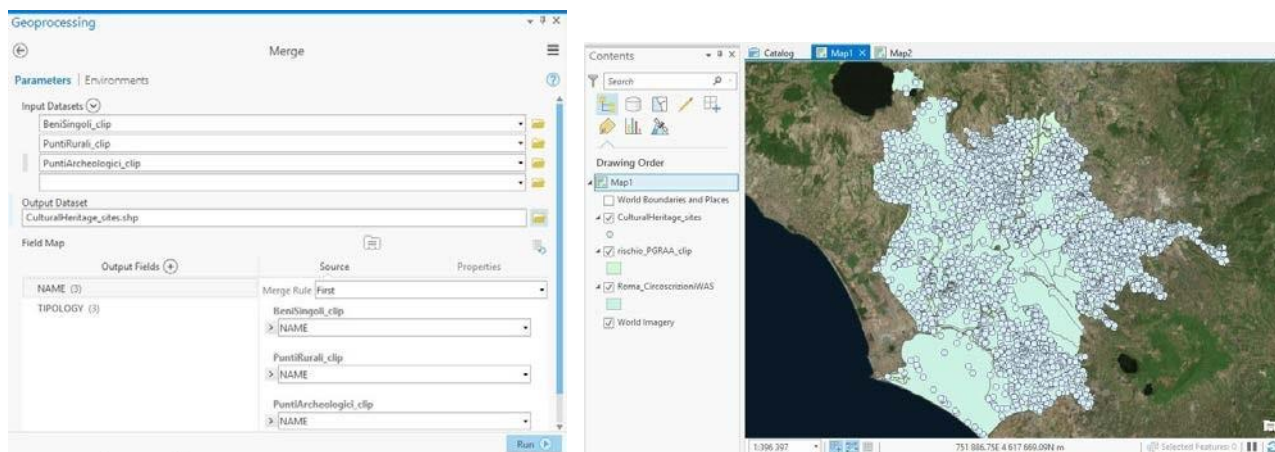 Geoprocessing
Merge
Parameters | Environments
Input Datasets
BeniSingoli_clip
PuntiRurali_clip
PuntiArcheologici_clip
Output Dataset
CulturalHeritage_sites.shp
Field Map
Output Fields
Source
Properties
NAME (3)
TIPOLOGY (3)
Merge Rule First
BeniSingoli_clip
> NAME
PuntiRurali_clip
> NAME
PuntiArcheologici_clip
> NAME
Run
Contents
Search
Drawing Order
Map1
World Boundaries and Places
CulturalHeritage_sites
rischio_PGRAA_clip
Roma_CircoscrizioniWAS
World Imagery
Catalog
Map1
Map2
1:396 397
751 886.75E 4 617 669.09N m
Selected Features: 0